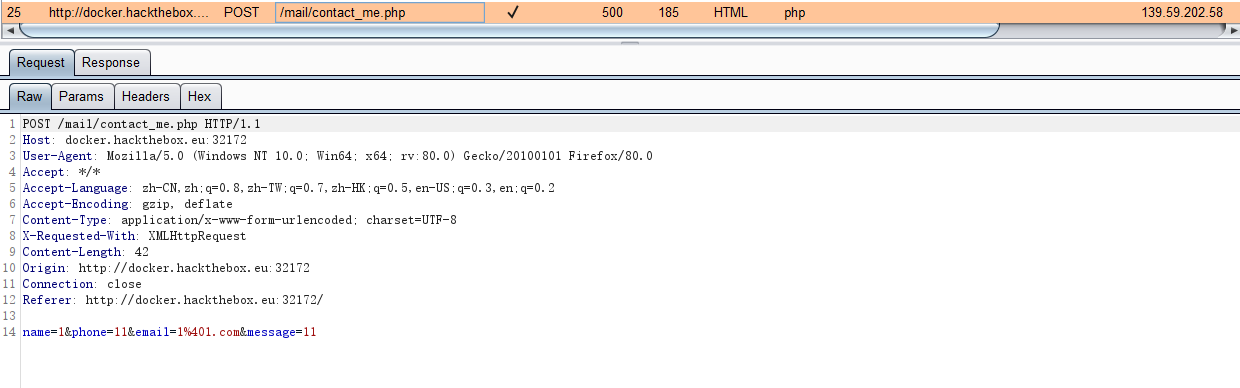 25 http://docker.hackthebox.... POST /mail/contact_me.php ✓ 500 185 HTML php 139.59.202.58
Request Response
Raw Params Headers Hex
1 POST /mail/contact_me.php HTTP/1.1
2 Host: docker.hackthebox.eu:32172
3 User-Agent: Mozilla/5.0 (Windows NT 10.0; Win64; x64; rv:80.0) Gecko/20100101 Firefox/80.0
4 Accept: */*
5 Accept-Language: zh-CN,zh;q=0.8,zh-TW;q=0.7,zh-HK;q=0.5,en-US;q=0.3,en;q=0.2
6 Accept-Encoding: gzip, deflate
7 Content-Type: application/x-www-form-urlencoded; charset=UTF-8
8 X-Requested-With: XMLHttpRequest
9 Content-Length: 42
10 Origin: http://docker.hackthebox.eu:32172
11 Connection: close
12 Referer: http://docker.hackthebox.eu:32172/
13
14 name=1&phone=11&email=1%401.com&message=11